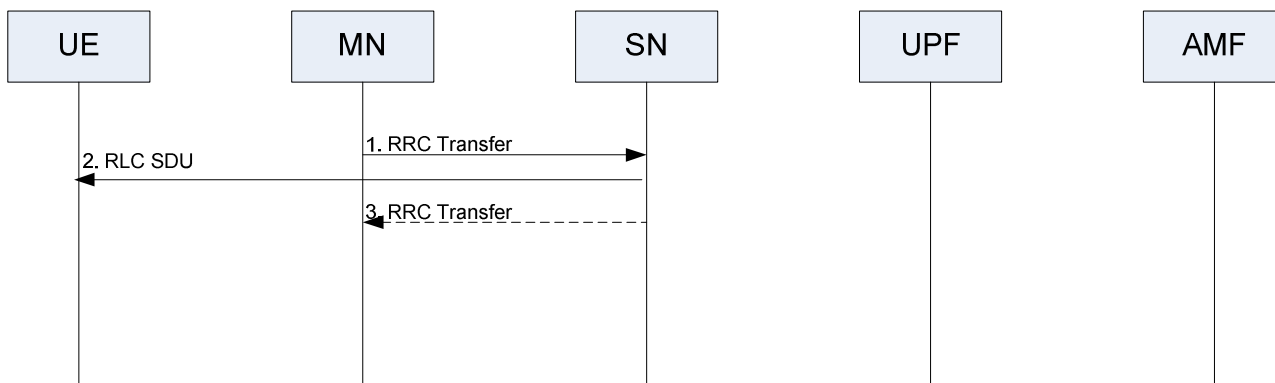 UE
MN
SN
UPF
AMF
1. RRC Transfer
2. RLC SDU
3. RRC Transfer